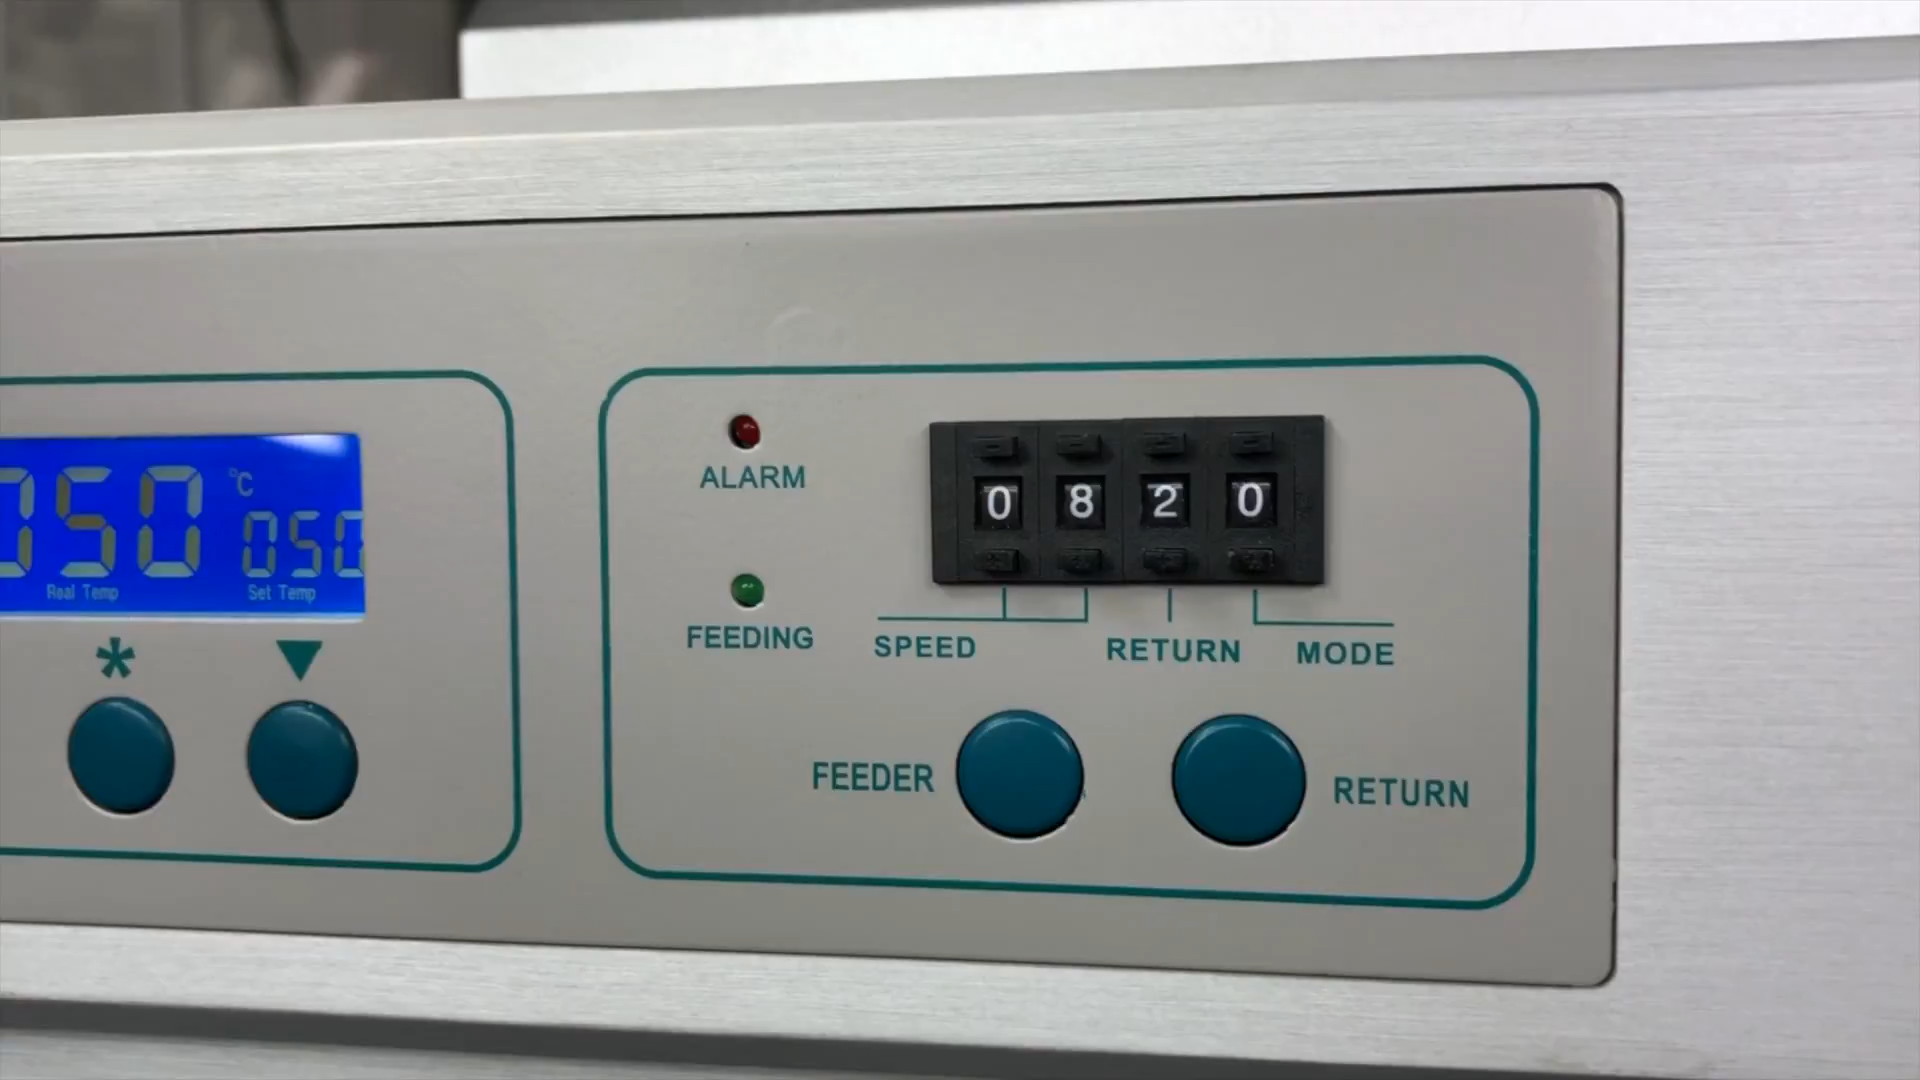 050 °C 050
Real Temp Set Temp
*
ALARM
FEEDING
0 8 2 0
SPEED RETURN MODE
FEEDER RETURN